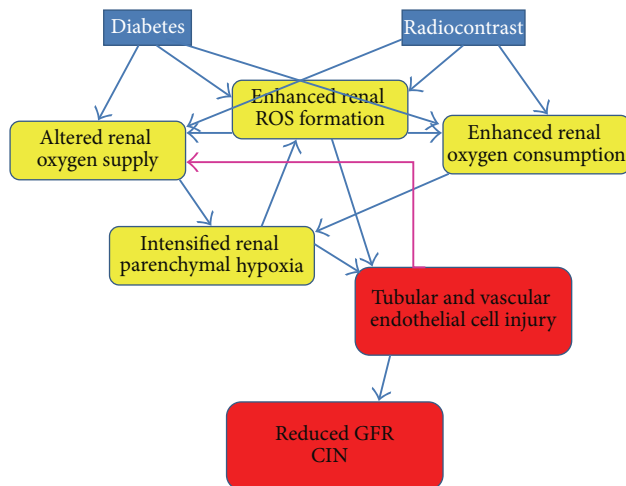 Diabetes
Radiocontrast
Enhanced renal
ROS formation
Altered renal
oxygen supply
Enhanced renal
oxygen consumption
Intensified renal
parenchymal hypoxia
Tubular and vascular
endothelial cell injury
Reduced GFR
CIN